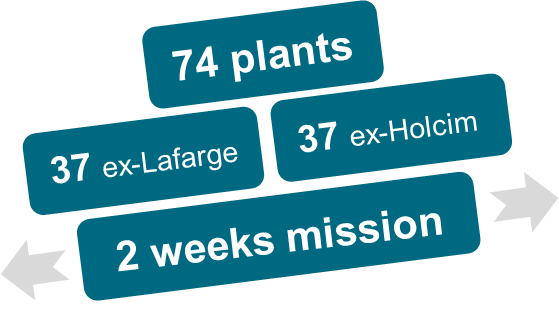 74 plants
37 ex-Lafarge
37 ex-Holcim
2 weeks mission